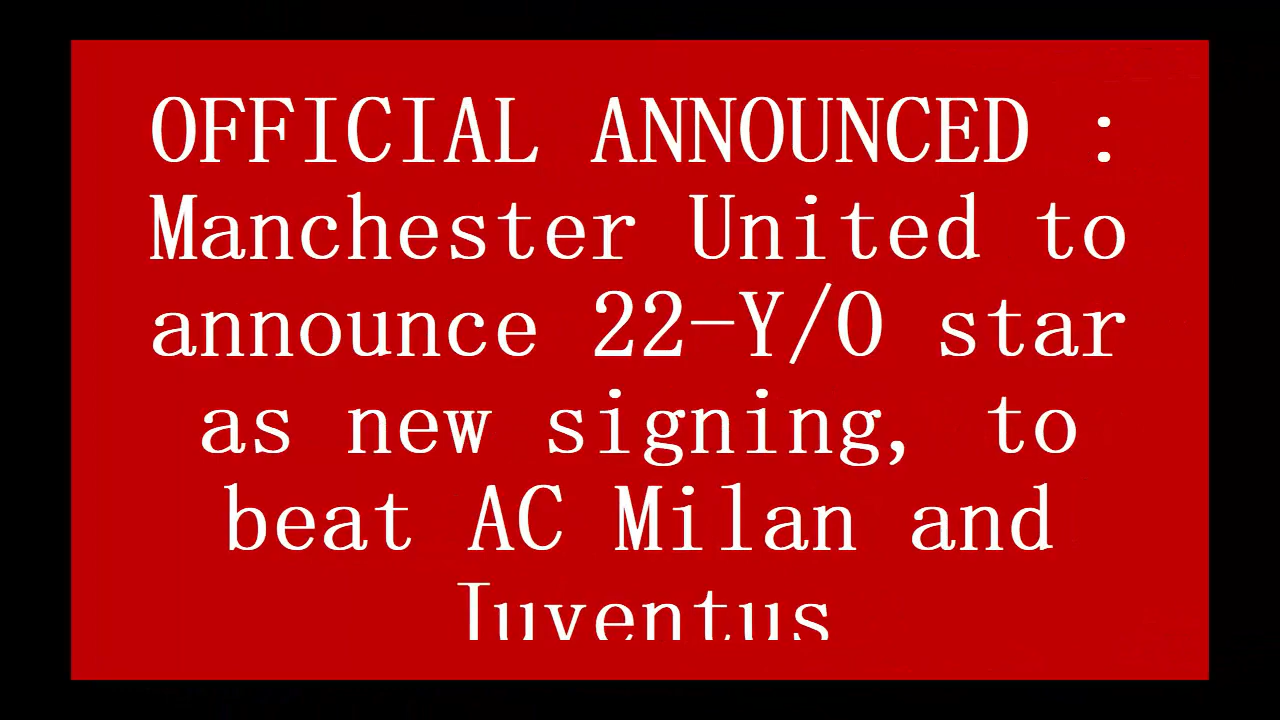 OFFICIAL ANNOUNCED :
Manchester United to
announce 22-Y/O star
as new signing, to
beat AC Milan and
Juventus